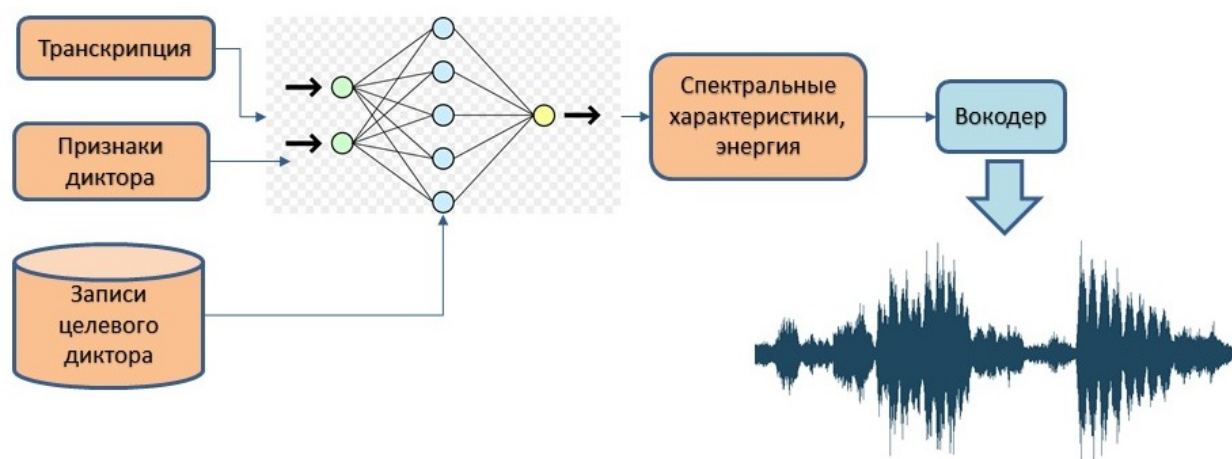 Транскрипция
Признаки
диктора
Записи
целевого
диктора
Спектральные
характеристики,
энергия
Вокодер